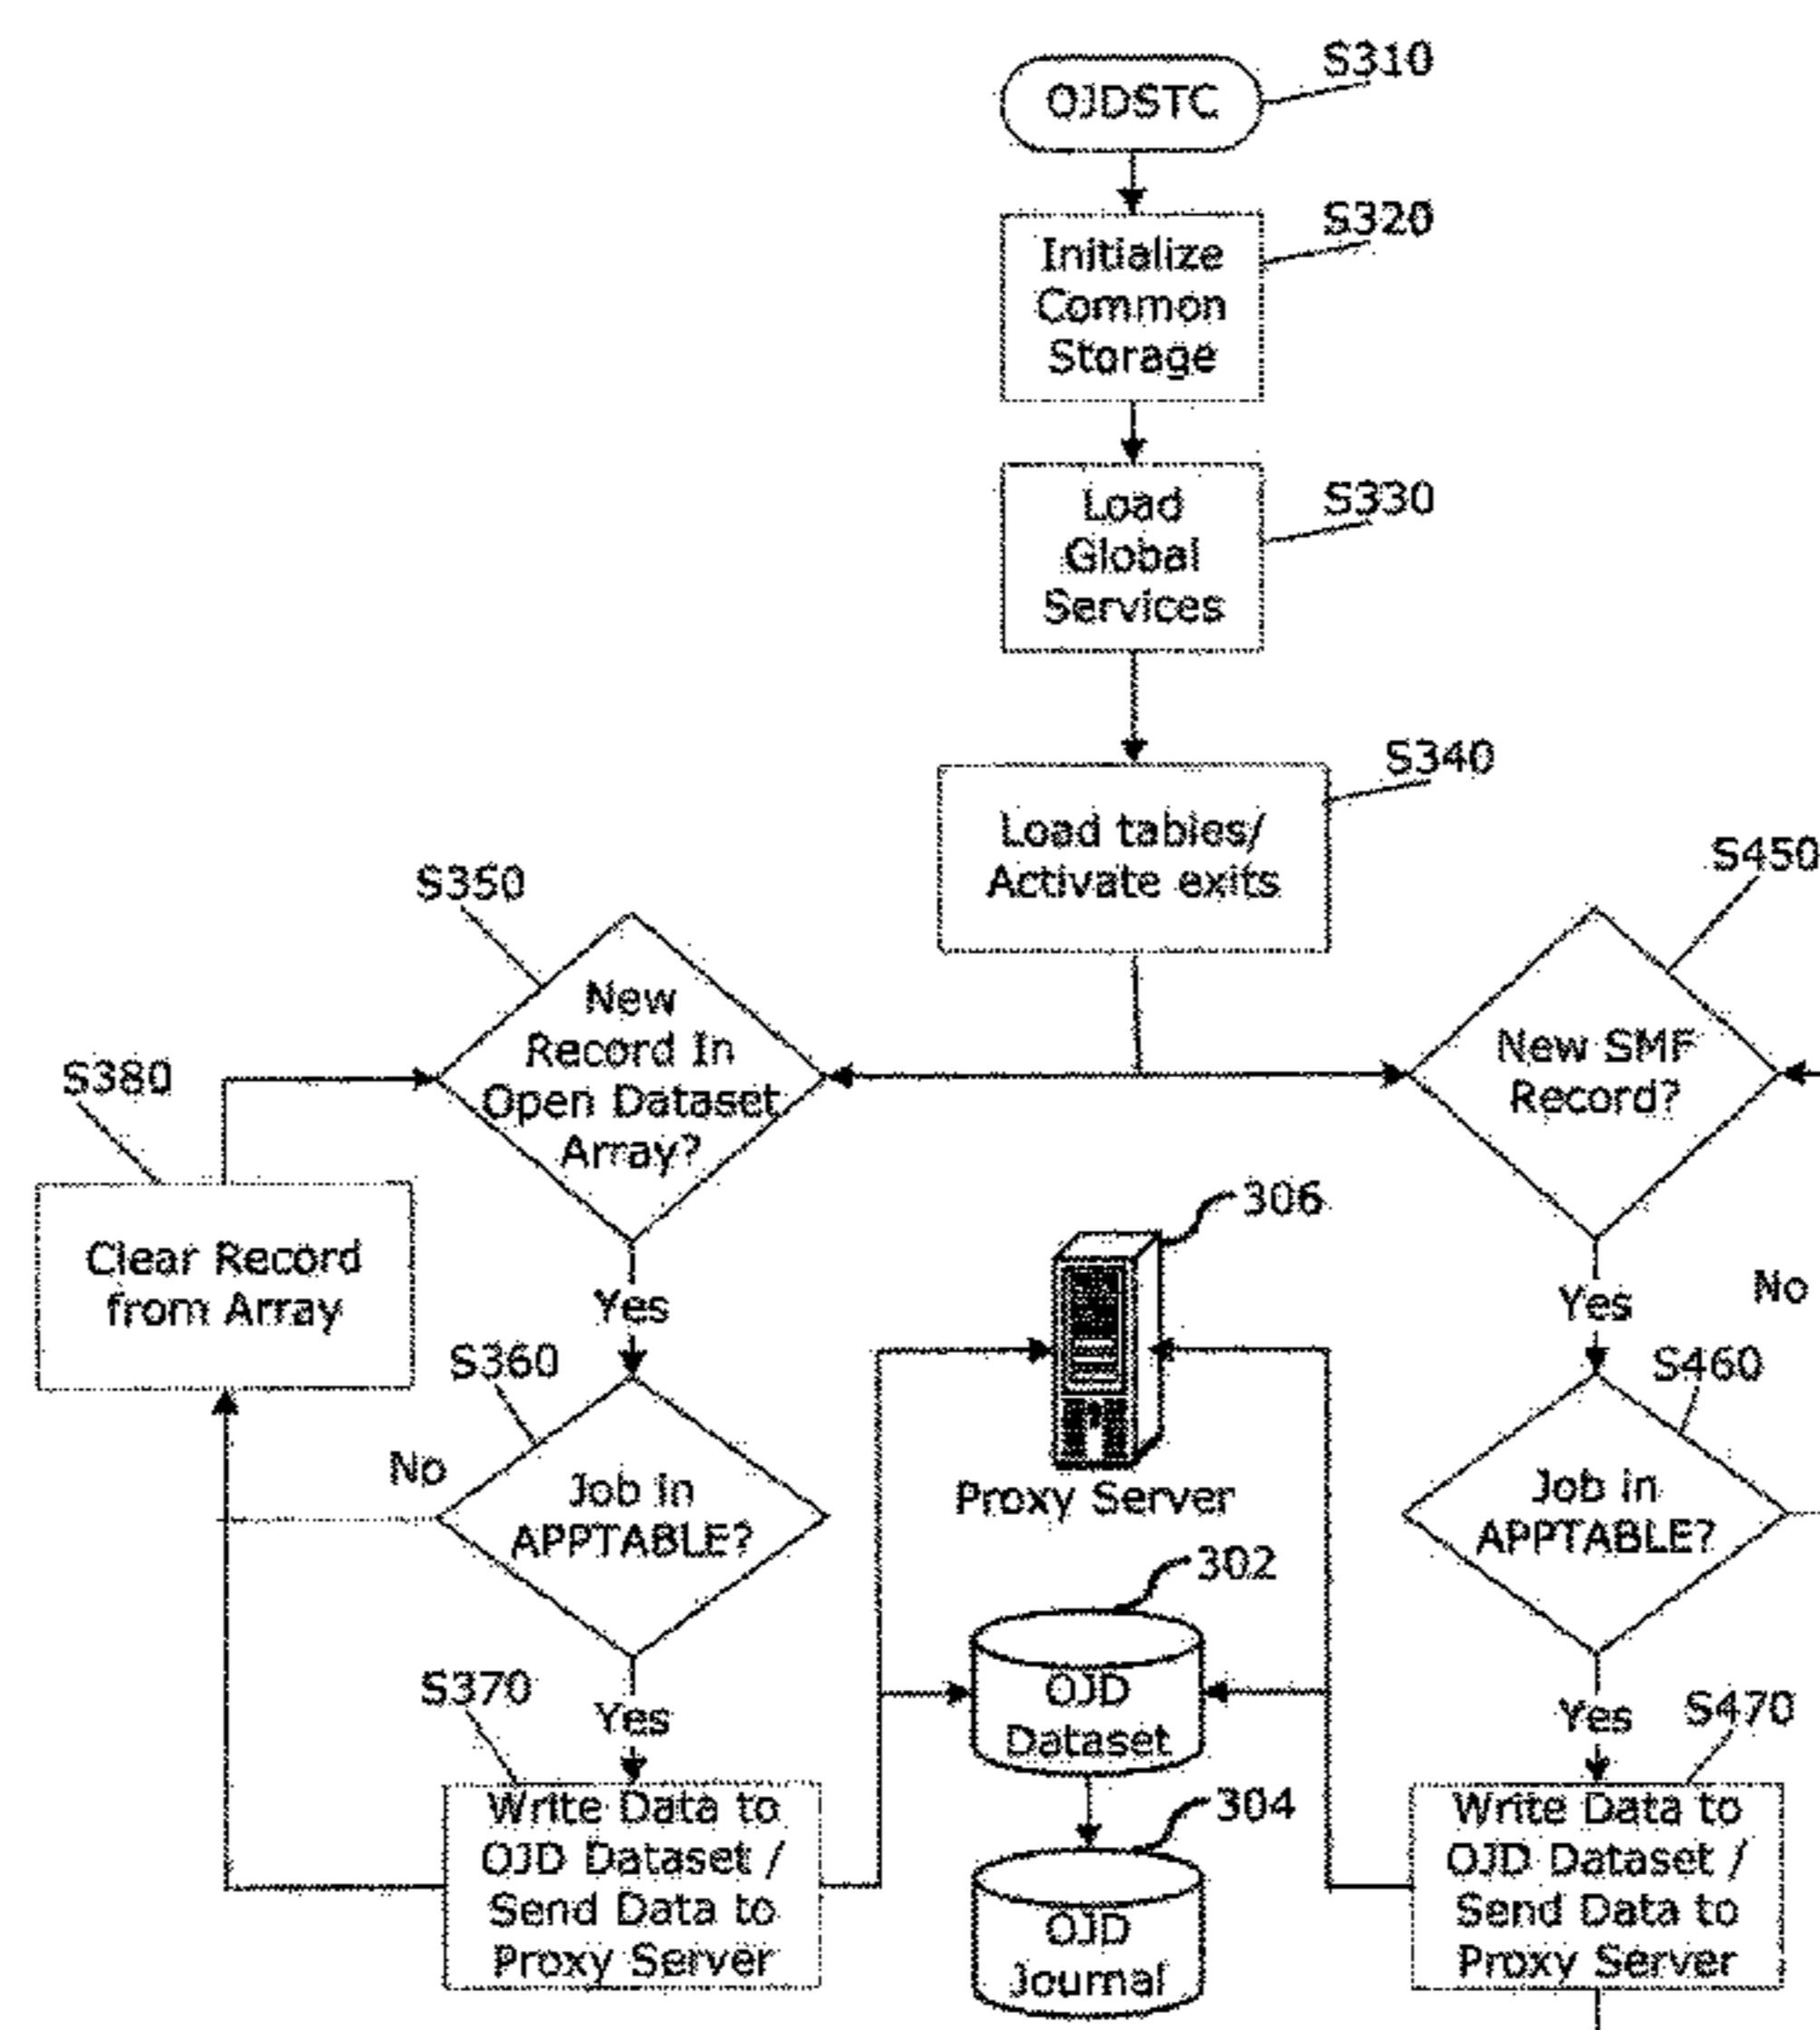 S310
OJDSTC
S320
Initialize
Common
Storage
S330
Load
Global
Services
S340
Load tables/
Activate exits
S350
New
Record In
Open Dataset
Array?
S450
New SMF
Record?
S380
Clear Record
from Array
306
Proxy Server
Yes
Yes
No
S360
No
Job in
APPTABLE?
S460
Job in
APPTABLE?
302
OJD
Dataset
S370
Yes
Yes
S470
Write Data to
OJD Dataset /
Send Data to
Proxy Server
304
OJD
Journal
Write Data to
OJD Dataset /
Send Data to
Proxy Server